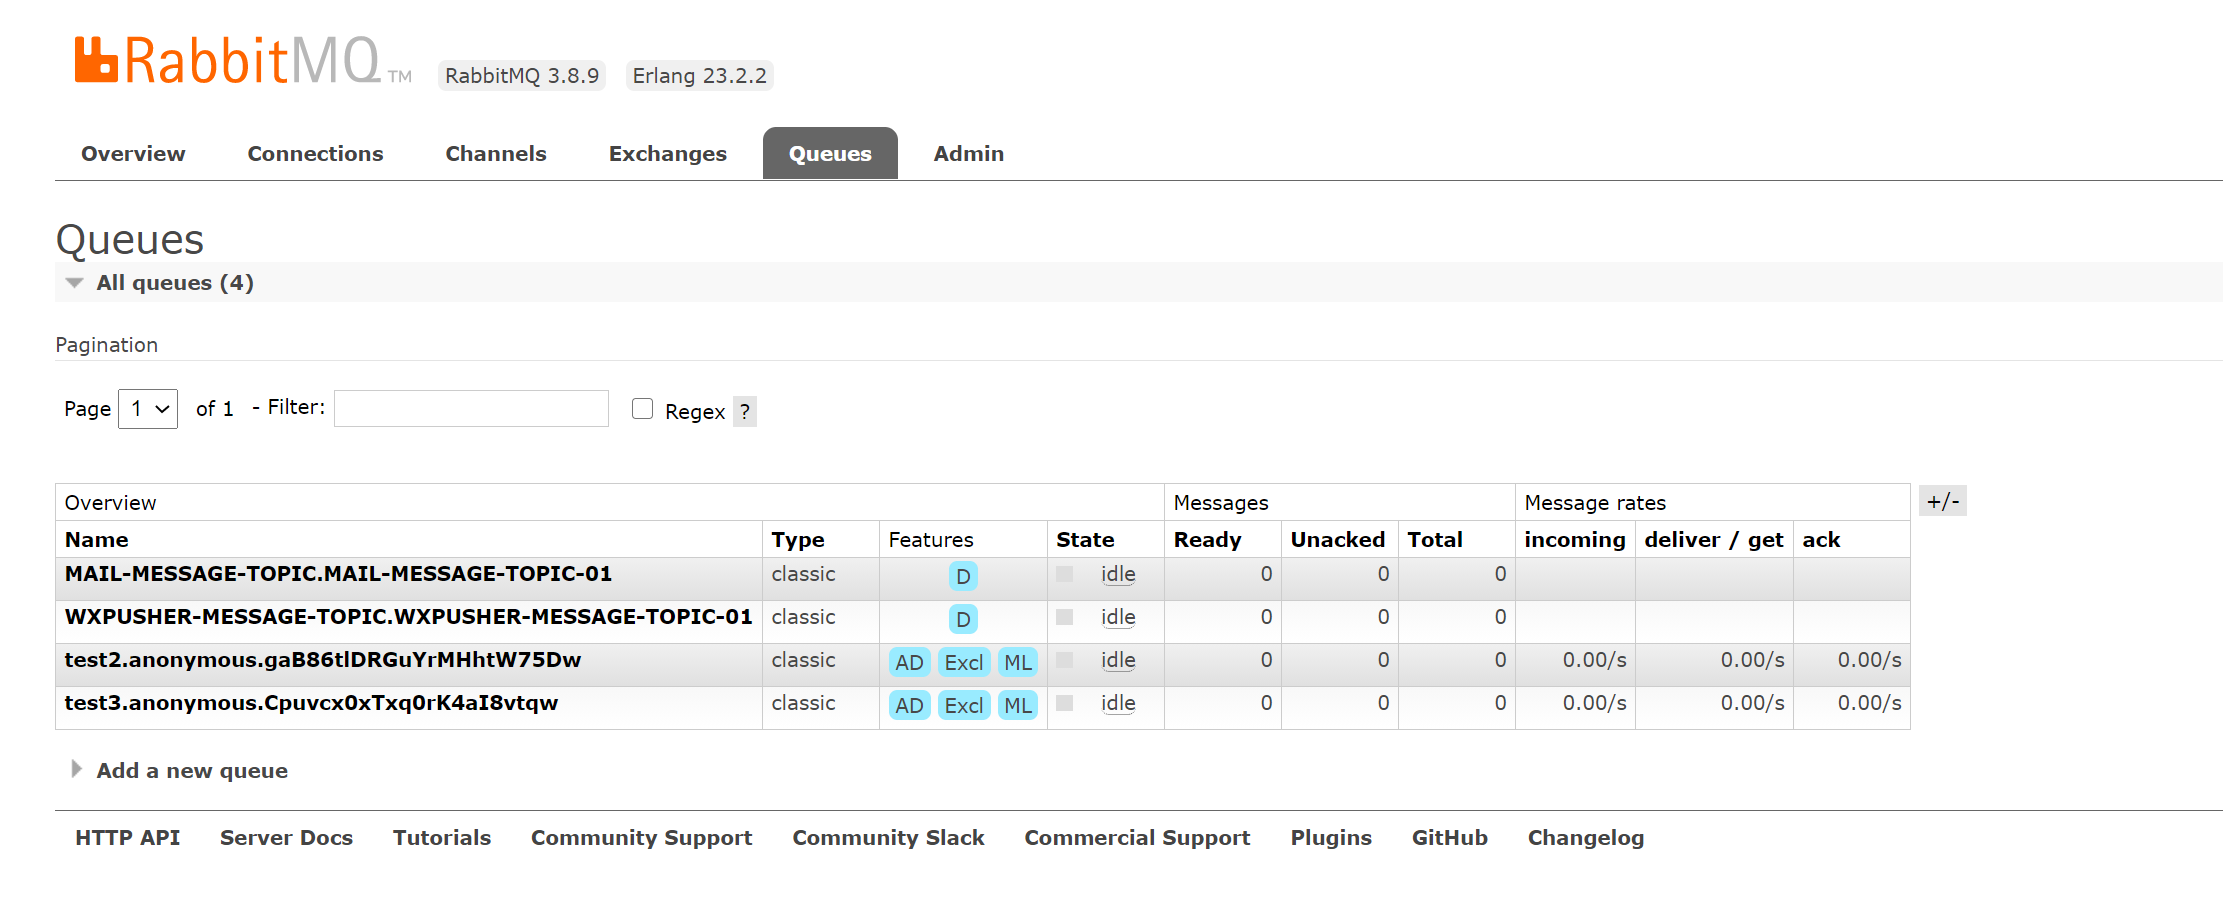 RabbitMQ TM RabbitMQ 3.8.9 Erlang 23.2.2
Overview Connections Channels Exchanges Queues Admin
Queues
All queues (4)
Pagination
Page 1 of 1 - Filter: Regex ?
Overview Messages Message rates +/-
Name Type Features State Ready Unacked Total incoming deliver / get ack
MAIL-MESSAGE-TOPIC.MAIL-MESSAGE-TOPIC-01 classic D idle 0 0 0
WXPUSHER-MESSAGE-TOPIC.WXPUSHER-MESSAGE-TOPIC-01 classic D idle 0 0 0
test2.anonymous.gaB86tlDRGuYrMHhtW75Dw classic AD Excl ML idle 0 0 0 0.00/s 0.00/s 0.00/s
test3.anonymous.Cpuvcx0xTxq0rK4aI8vtqw classic AD Excl ML idle 0 0 0 0.00/s 0.00/s 0.00/s
Add a new queue
HTTP API Server Docs Tutorials Community Support Community Slack Commercial Support Plugins GitHub Changelog